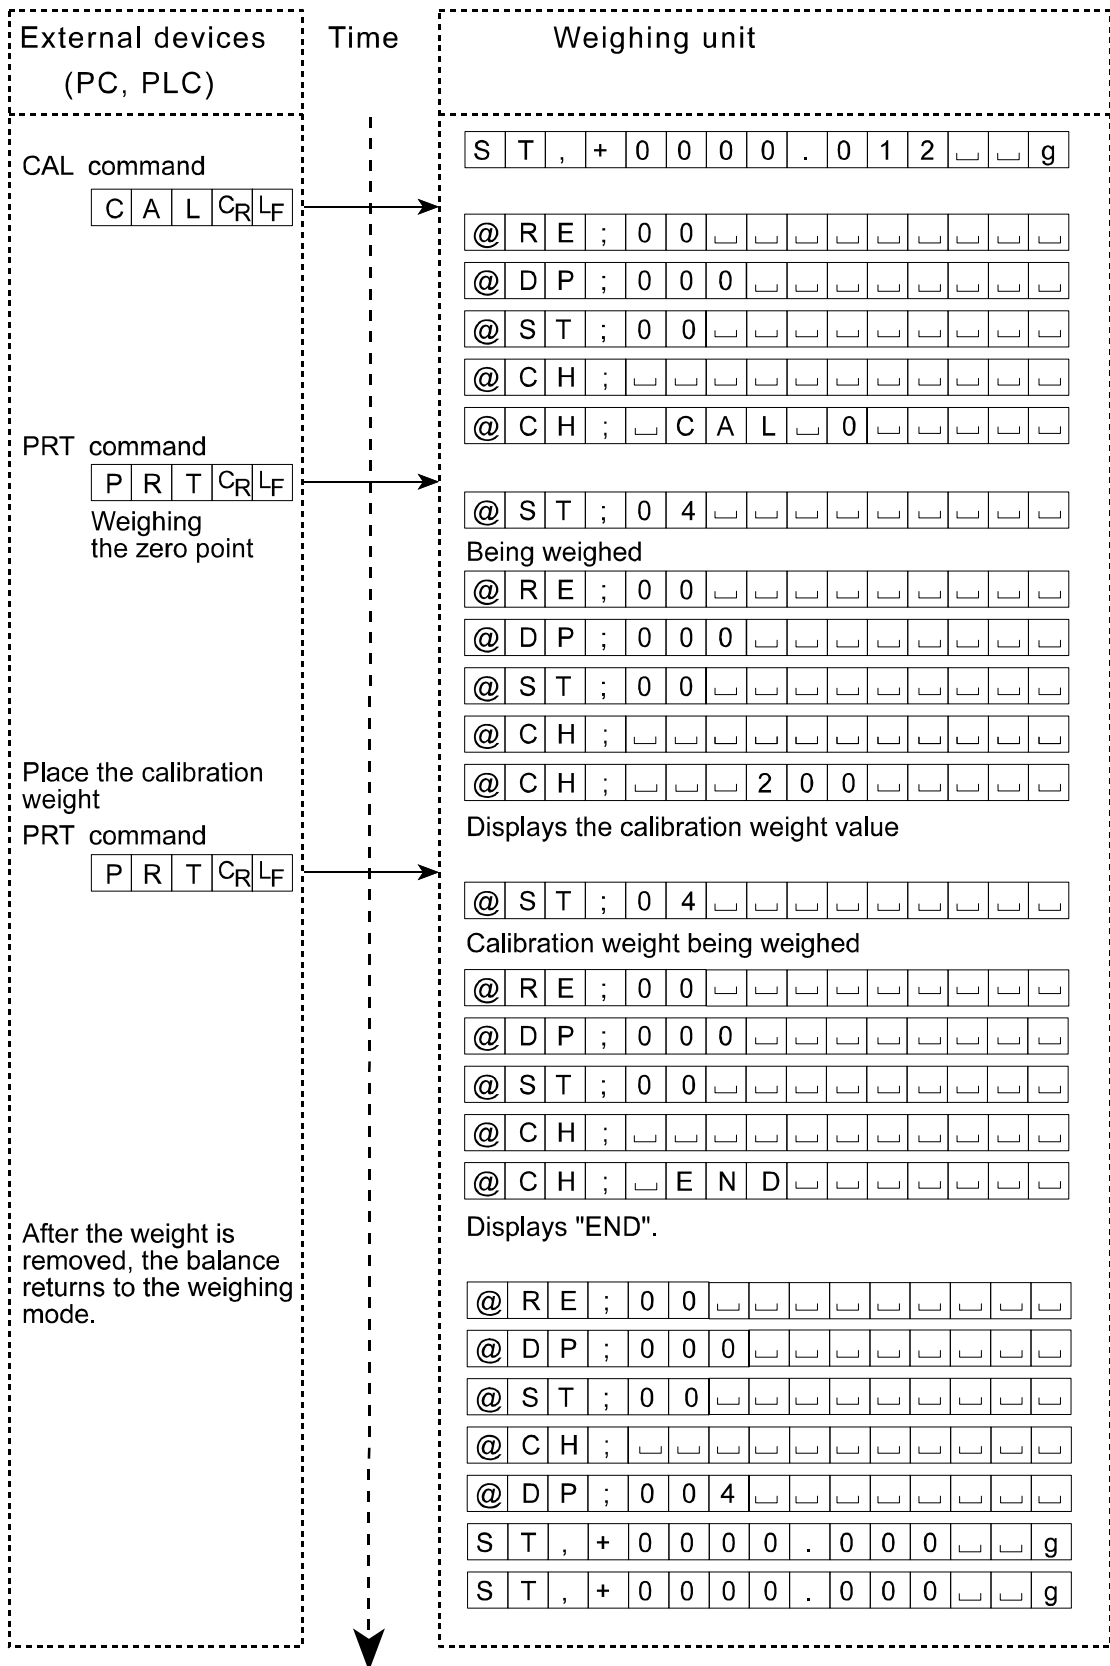 External devices
(PC, PLC)
Time
Weighing unit
ST,+0000.012␣␣g
CAL command
CALCRLF
@RE;00␣␣␣␣␣␣␣␣␣
@DP;000␣␣␣␣␣␣␣␣
@ST;00␣␣␣␣␣␣␣␣␣
@CH;␣␣␣␣␣␣␣␣␣␣␣
@CH;␣CAL␣0␣␣␣␣␣
PRT command
PRTCRLF
Weighing
the zero point
@ST;04␣␣␣␣␣␣␣␣␣
Being weighed
@RE;00␣␣␣␣␣␣␣␣␣
@DP;000␣␣␣␣␣␣␣␣
@ST;00␣␣␣␣␣␣␣␣␣
@CH;␣␣␣␣␣␣␣␣␣␣␣
Place the calibration
weight
@CH;␣␣␣200␣␣␣␣␣
Displays the calibration weight value
PRT command
PRTCRLF
@ST;04␣␣␣␣␣␣␣␣␣
Calibration weight being weighed
@RE;00␣␣␣␣␣␣␣␣␣
@DP;000␣␣␣␣␣␣␣␣
@ST;00␣␣␣␣␣␣␣␣␣
@CH;␣␣␣␣␣␣␣␣␣␣␣
@CH;␣END␣␣␣␣␣␣␣
Displays "END".
After the weight is
removed, the balance
returns to the weighing
mode.
@RE;00␣␣␣␣␣␣␣␣␣
@DP;000␣␣␣␣␣␣␣␣
@ST;00␣␣␣␣␣␣␣␣␣
@CH;␣␣␣␣␣␣␣␣␣␣␣
@DP;004␣␣␣␣␣␣␣␣
ST,+0000.000␣␣g
ST,+0000.000␣␣g